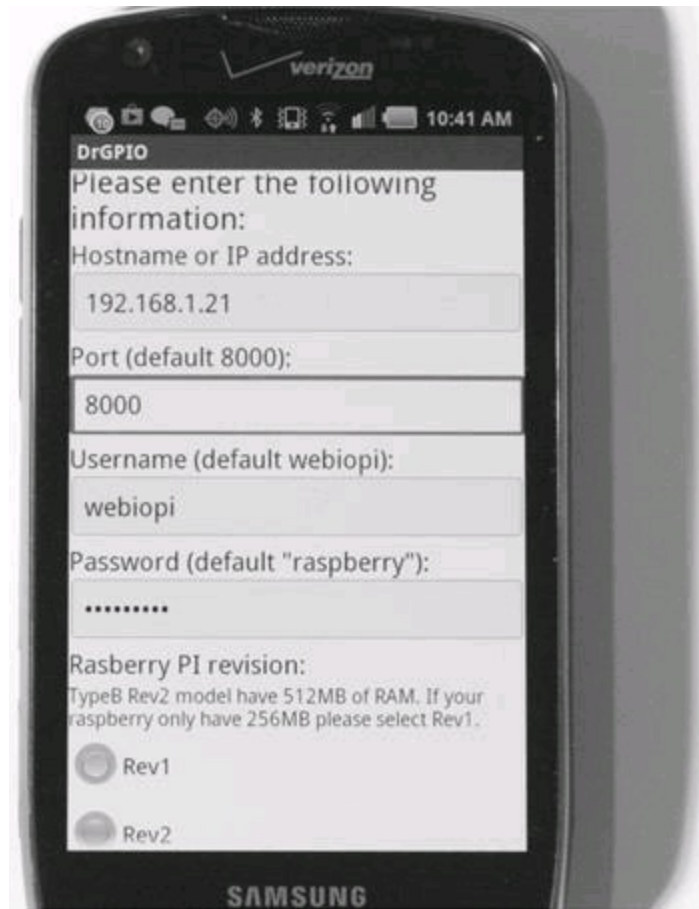 verizon
10
10:41 AM
DrGPIO
Please enter the following
information:
Hostname or IP address:
192.168.1.21
Port (default 8000):
8000
Username (default webiopi):
webiopi
Password (default "raspberry"):
•••••••••
Rasberry PI revision:
TypeB Rev2 model have 512MB of RAM. If your
raspberry only have 256MB please select Rev1.
Rev1
Rev2
SAMSUNG